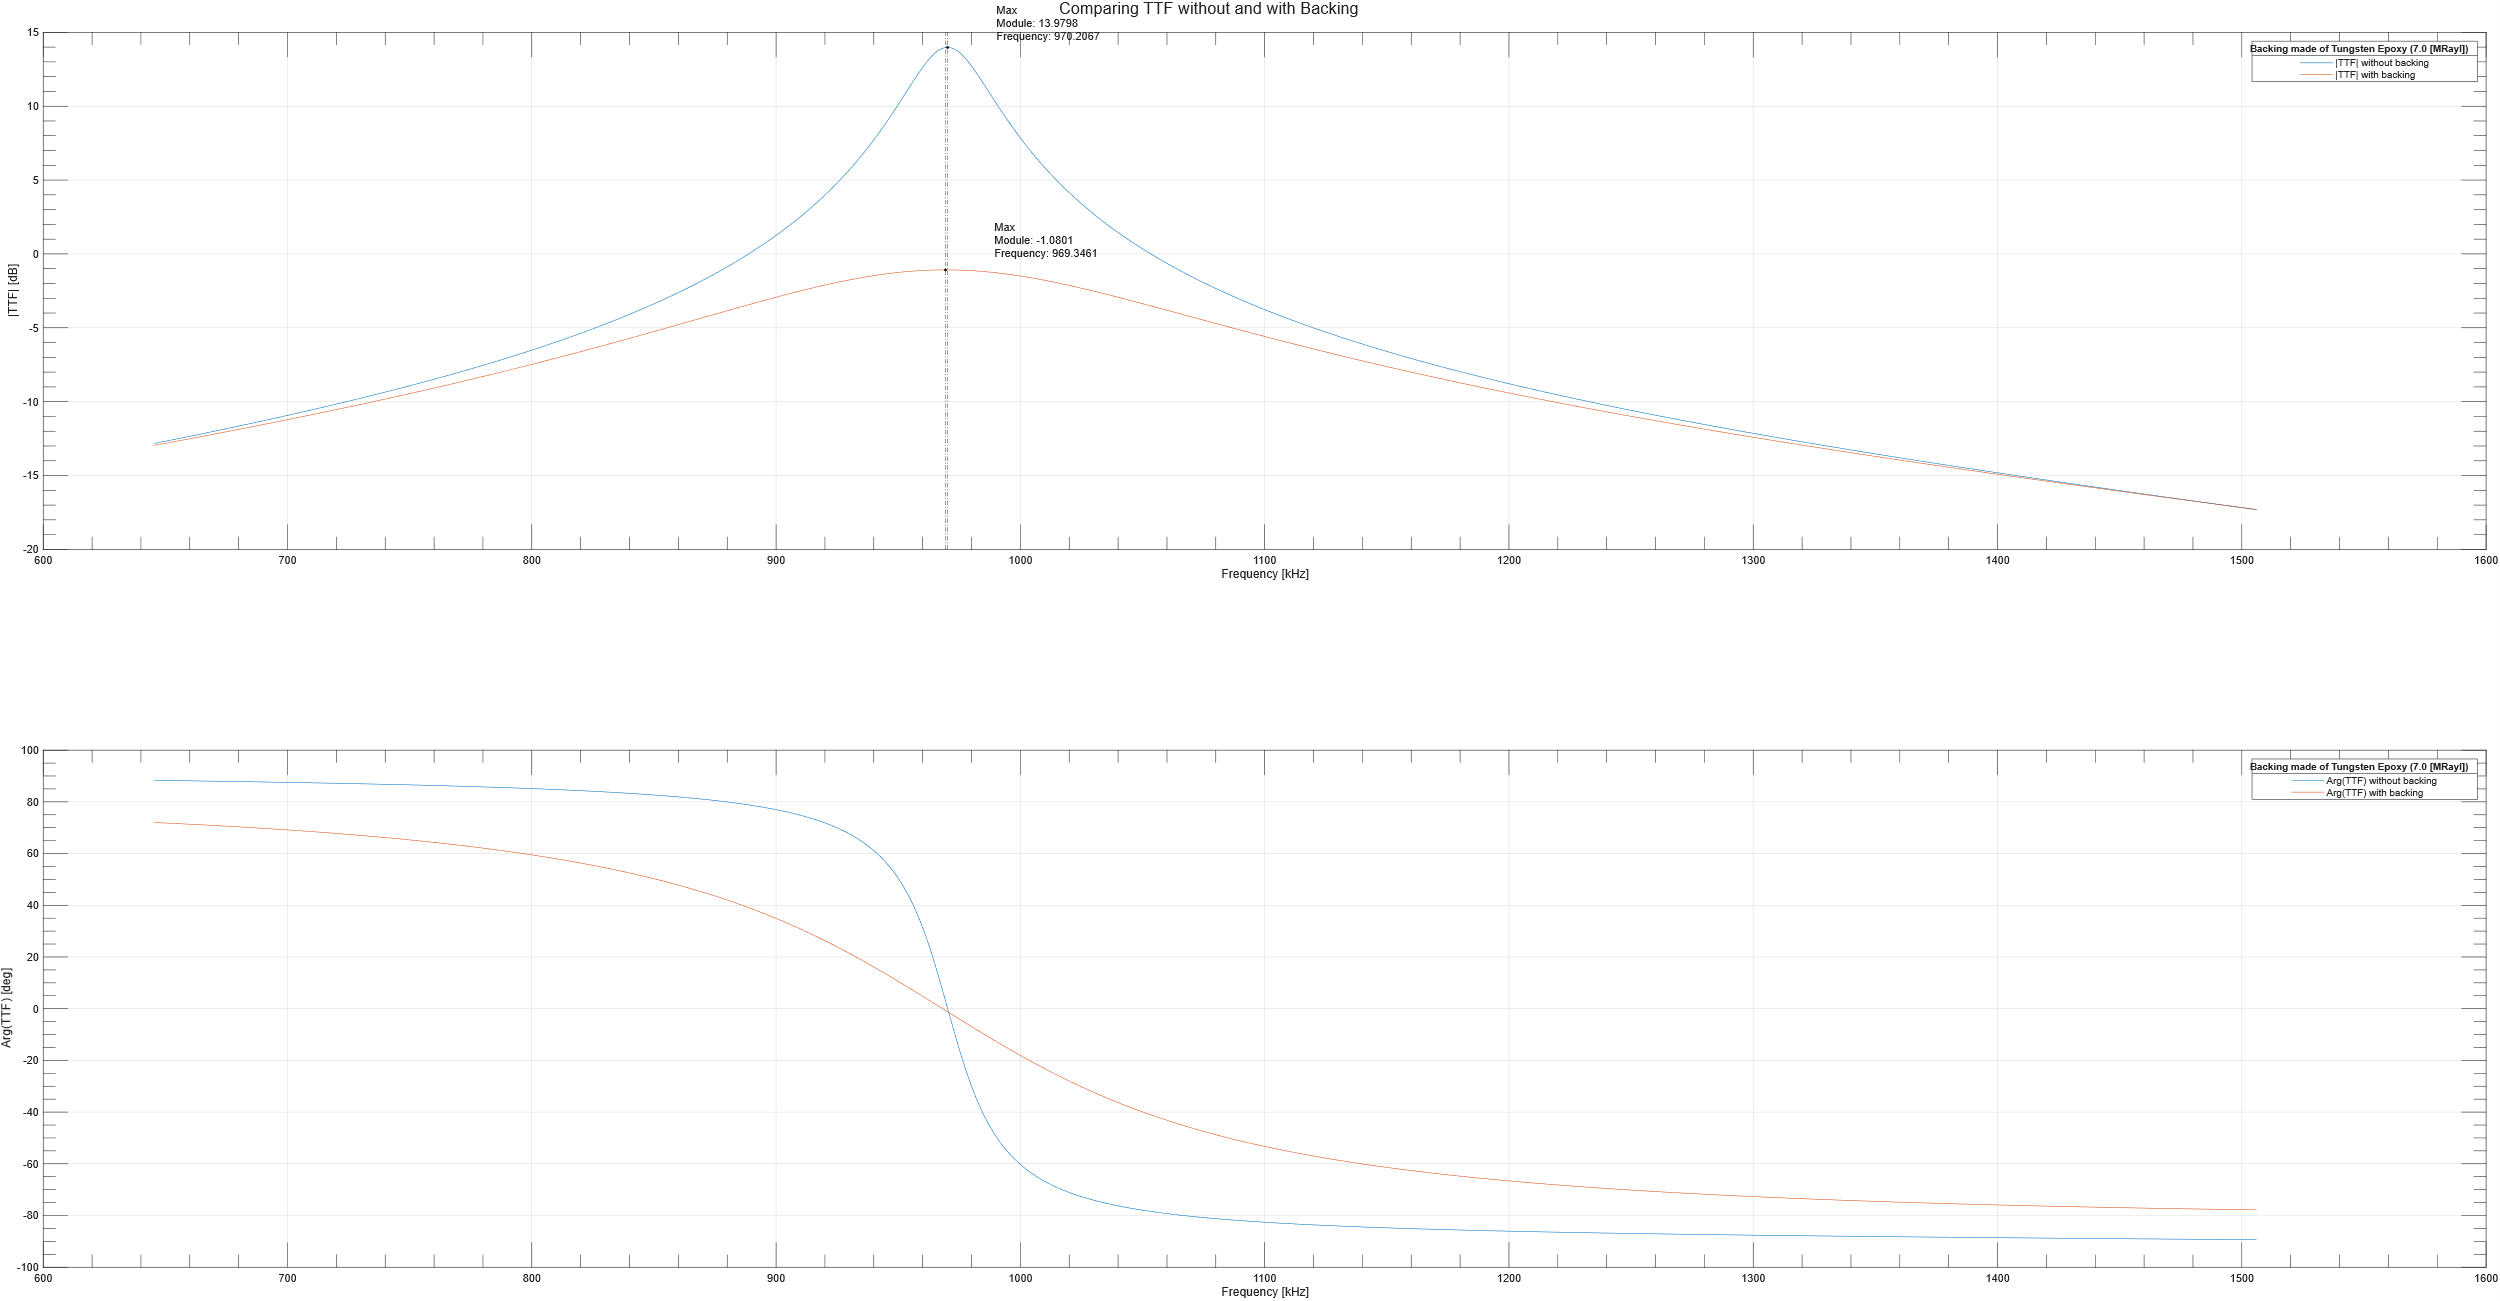 Comparing TTF without and with Backing
Max
Module: 13.9798
Frequency: 970.2067
Max
Module: -1.0801
Frequency: 969.3461
Backing made of Tungsten Epoxy (7.0 [MRayl])
|TTF| without backing
|TTF| with backing
|TTF| [dB]
15
10
5
0
-5
-10
-15
-20
600 700 800 900 1000 1100 1200 1300 1400 1500 1600
Frequency [kHz]
Backing made of Tungsten Epoxy (7.0 [MRayl])
Arg(TTF) without backing
Arg(TTF) with backing
Arg(TTF) [deg]
100
80
60
40
20
0
-20
-40
-60
-80
-100
600 700 800 900 1000 1100 1200 1300 1400 1500 1600
Frequency [kHz]